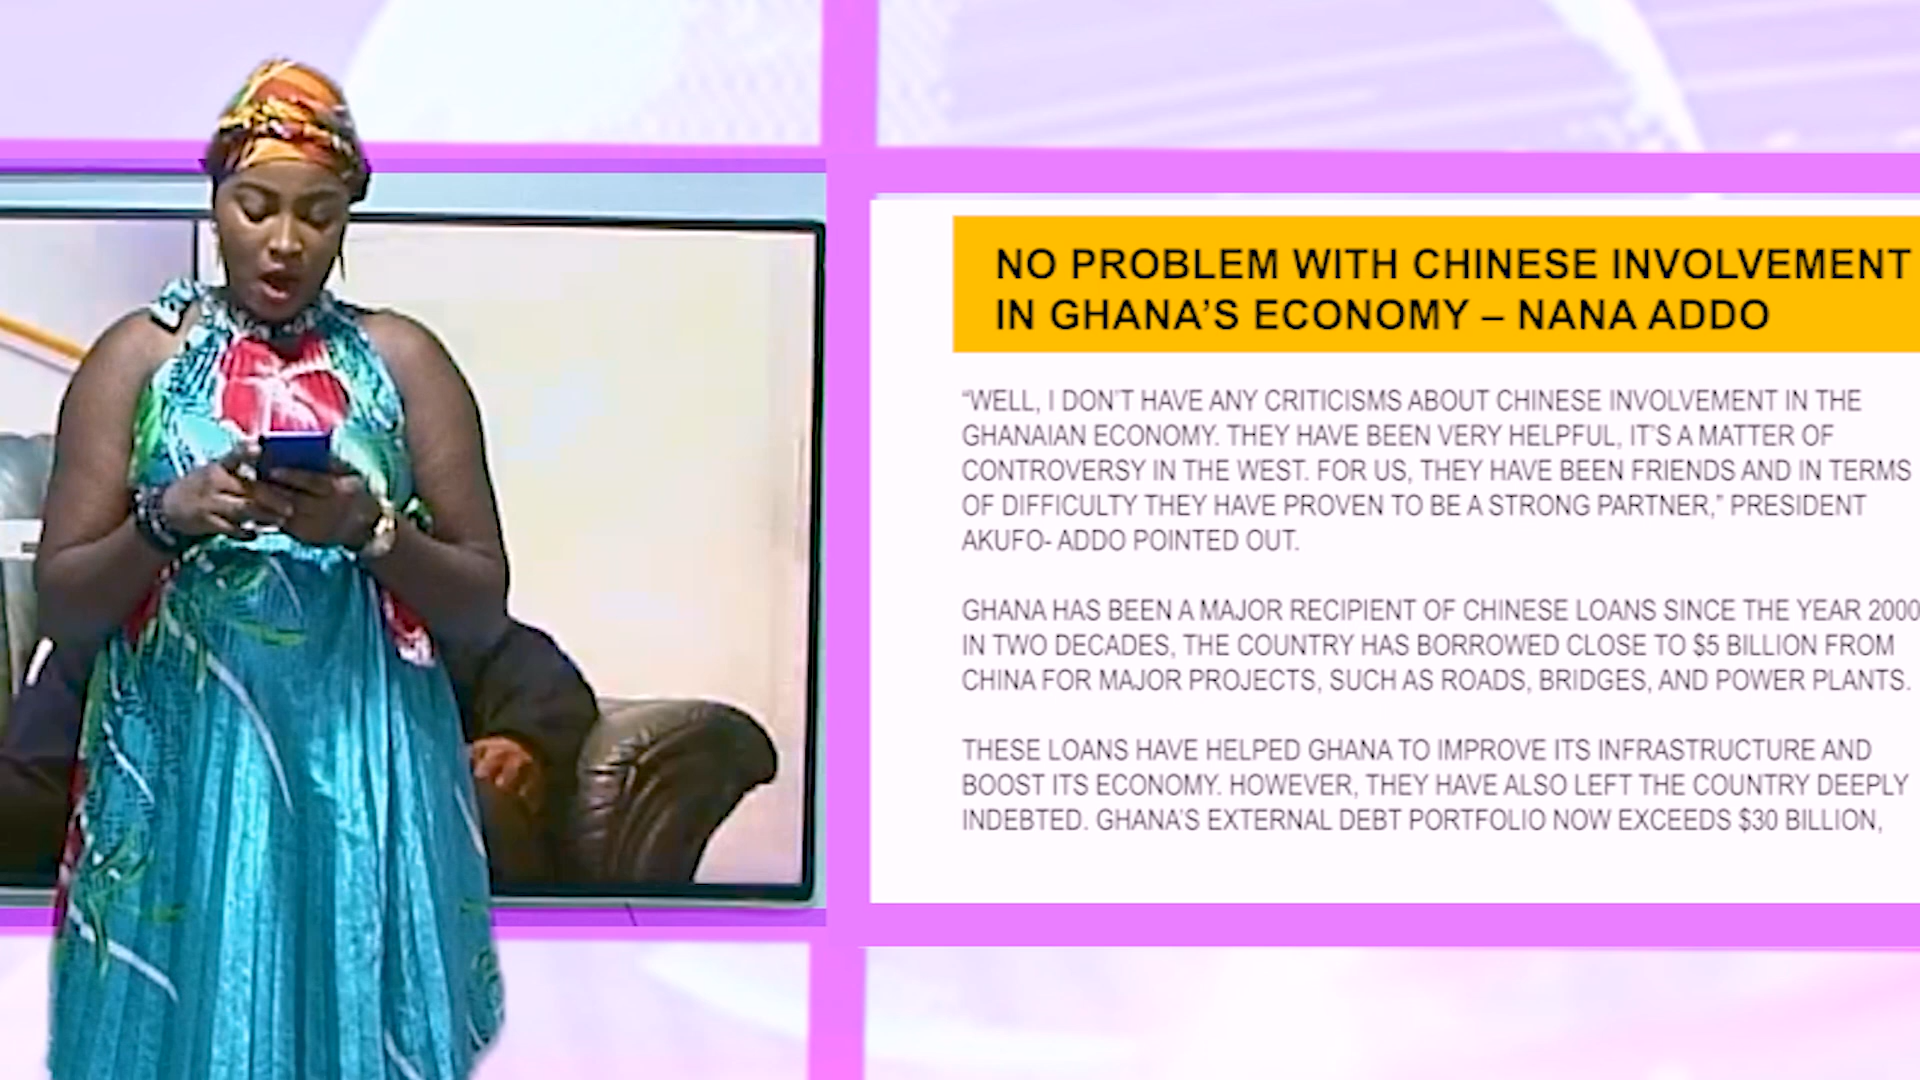 NO PROBLEM WITH CHINESE INVOLVEMENT
IN GHANA’S ECONOMY – NANA ADDO
“WELL, I DON’T HAVE ANY CRITICISMS ABOUT CHINESE INVOLVEMENT IN THE
GHANAIAN ECONOMY. THEY HAVE BEEN VERY HELPFUL, IT’S A MATTER OF
CONTROVERSY IN THE WEST. FOR US, THEY HAVE BEEN FRIENDS AND IN TERMS
OF DIFFICULTY THEY HAVE PROVEN TO BE A STRONG PARTNER,” PRESIDENT
AKUFO- ADDO POINTED OUT.
GHANA HAS BEEN A MAJOR RECIPIENT OF CHINESE LOANS SINCE THE YEAR 2000
IN TWO DECADES, THE COUNTRY HAS BORROWED CLOSE TO $5 BILLION FROM
CHINA FOR MAJOR PROJECTS, SUCH AS ROADS, BRIDGES, AND POWER PLANTS.
THESE LOANS HAVE HELPED GHANA TO IMPROVE ITS INFRASTRUCTURE AND
BOOST ITS ECONOMY. HOWEVER, THEY HAVE ALSO LEFT THE COUNTRY DEEPLY
INDEBTED. GHANA’S EXTERNAL DEBT PORTFOLIO NOW EXCEEDS $30 BILLION,